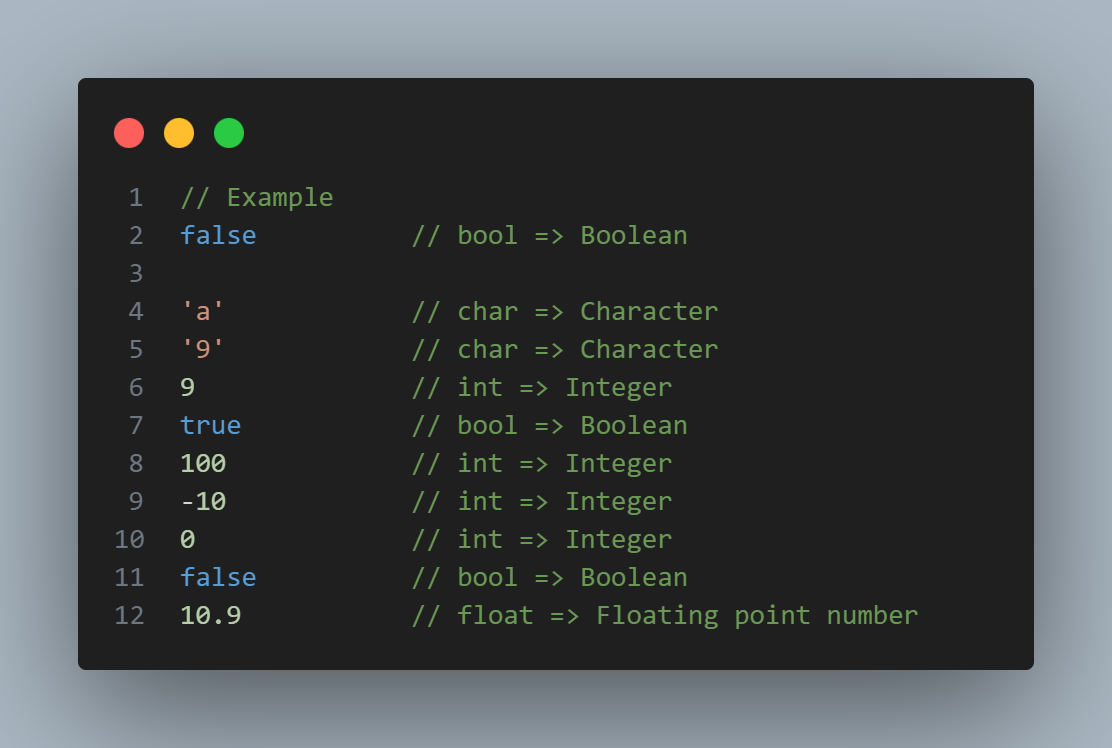 1 // Example
2 false // bool => Boolean
3
4 'a' // char => Character
5 '9' // char => Character
6 9 // int => Integer
7 true // bool => Boolean
8 100 // int => Integer
9 -10 // int => Integer
10 0 // int => Integer
11 false // bool => Boolean
12 10.9 // float => Floating point number